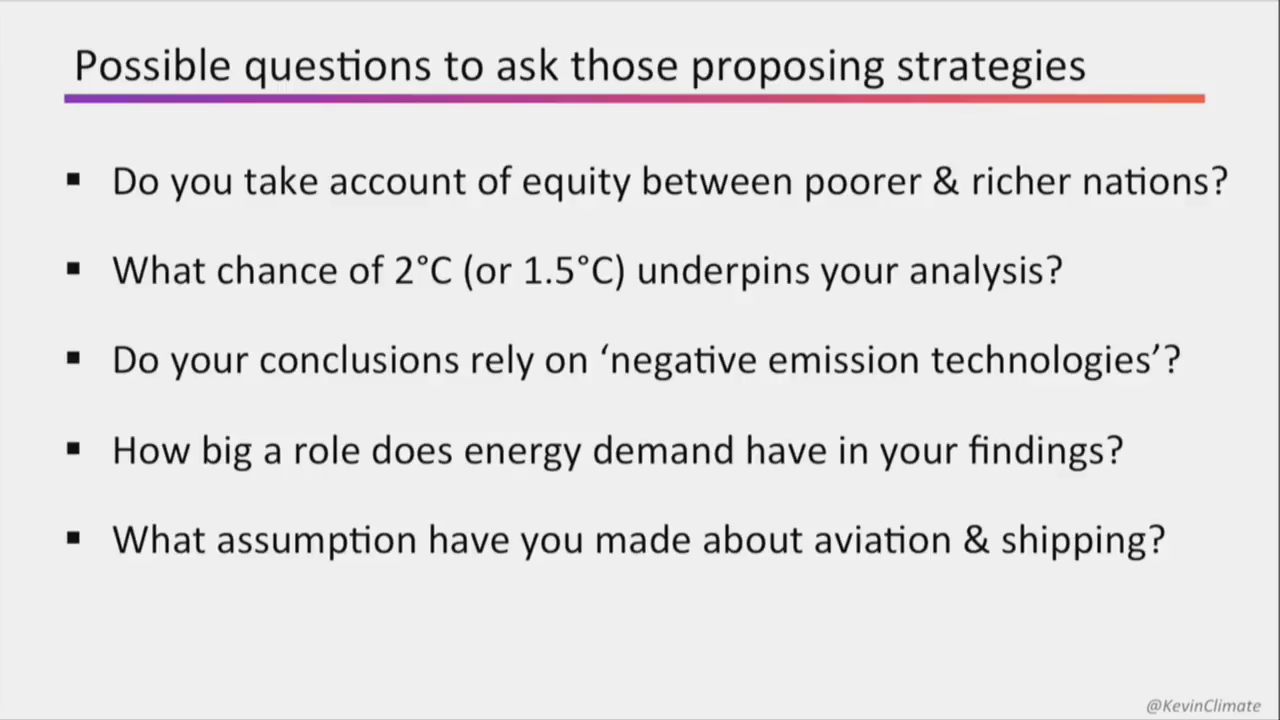 Possible questions to ask those proposing strategies
▪ Do you take account of equity between poorer & richer nations?
▪ What chance of 2°C (or 1.5°C) underpins your analysis?
▪ Do your conclusions rely on ‘negative emission technologies’?
▪ How big a role does energy demand have in your findings?
▪ What assumption have you made about aviation & shipping?
@KevinClimate